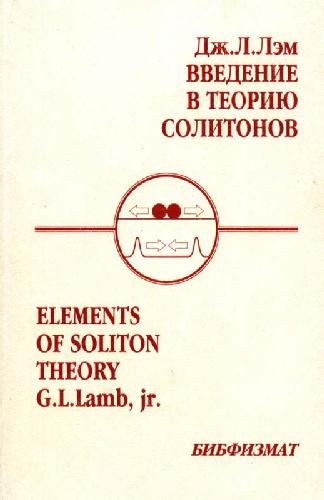 Дж.Л.Лэм
ВВЕДЕНИЕ
В ТЕОРИЮ
СОЛИТОНОВ
ELEMENTS
OF SOLITON
THEORY
G.L.Lamb, jr.
БИБФИЗМАТ